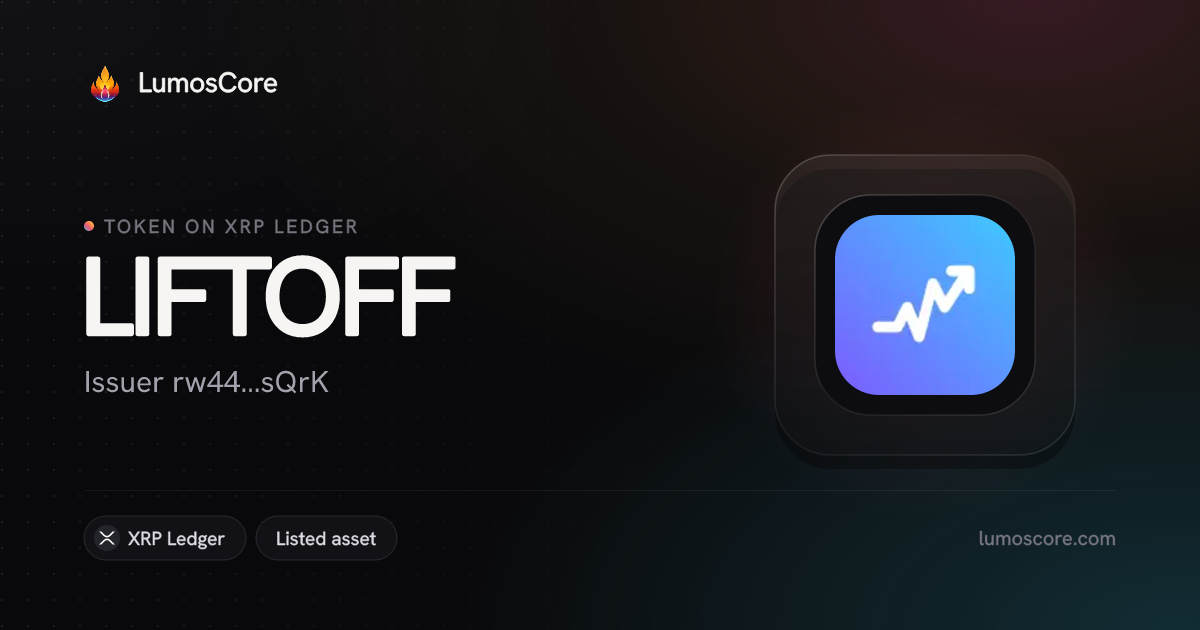 LumosCore
TOKEN ON XRP LEDGER
LIFTOFF
Issuer rw44...sQrK
XRP Ledger
Listed asset
lumoscore.com